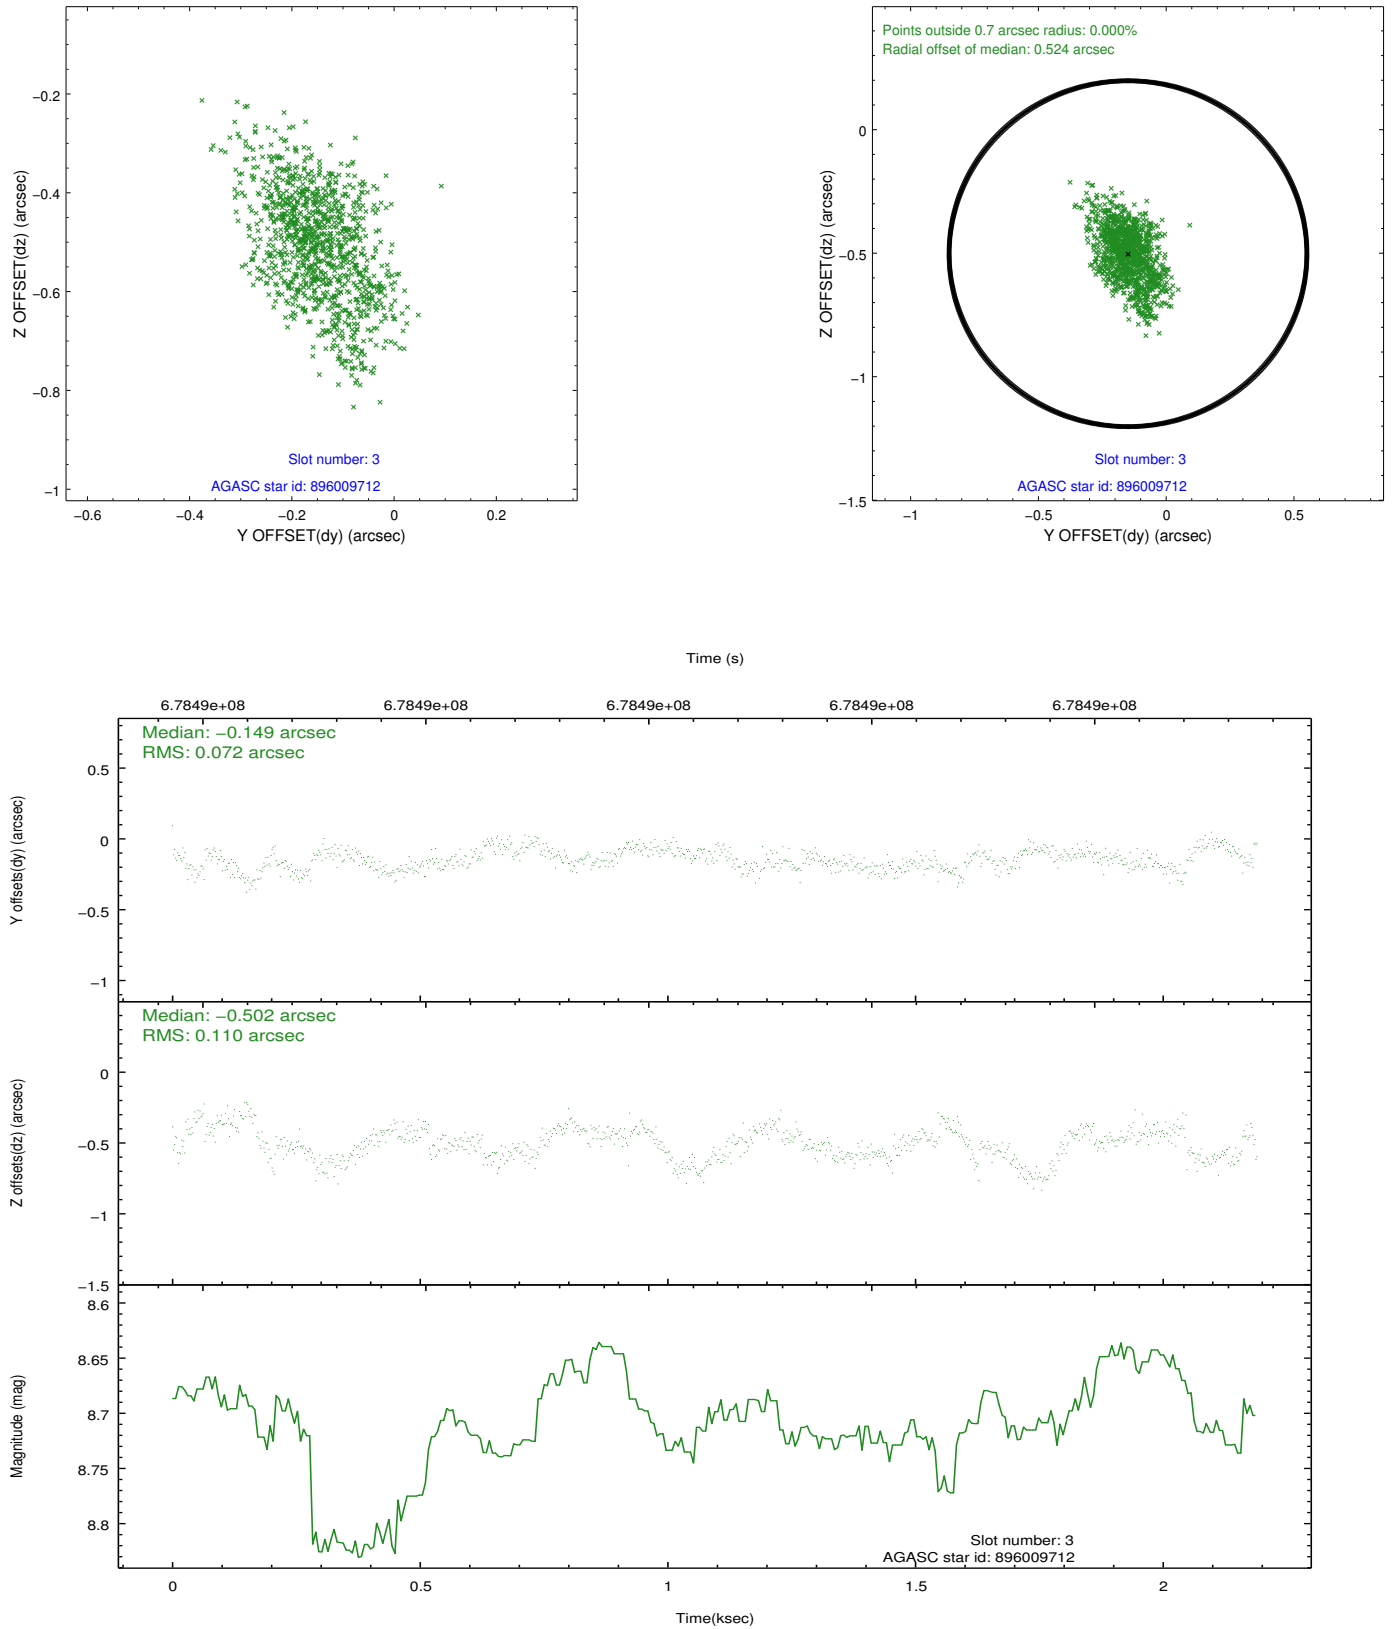 −0.2
−0.4
−0.6
−0.8
−1
Z OFFSET(dz) (arcsec)
Slot number: 3
AGASC star id: 896009712
−0.6 −0.4 −0.2 0 0.2
Y OFFSET(dy) (arcsec)
Points outside 0.7 arcsec radius: 0.000%
Radial offset of median: 0.524 arcsec
0
−0.5
−1
−1.5
Z OFFSET(dz) (arcsec)
Slot number: 3
AGASC star id: 896009712
−1 −0.5 0 0.5
Y OFFSET(dy) (arcsec)
Time (s)
6.7849e+08 6.7849e+08 6.7849e+08 6.7849e+08 6.7849e+08
Median: −0.149 arcsec
RMS: 0.072 arcsec
0.5
0
−0.5
−1
Y offsets(dy) (arcsec)
Median: −0.502 arcsec
RMS: 0.110 arcsec
0
−0.5
−1
−1.5
Z offsets(dz) (arcsec)
8.6
8.65
8.7
8.75
8.8
Magnitude (mag)
Slot number: 3
AGASC star id: 896009712
0 0.5 1 1.5 2
Time(ksec)